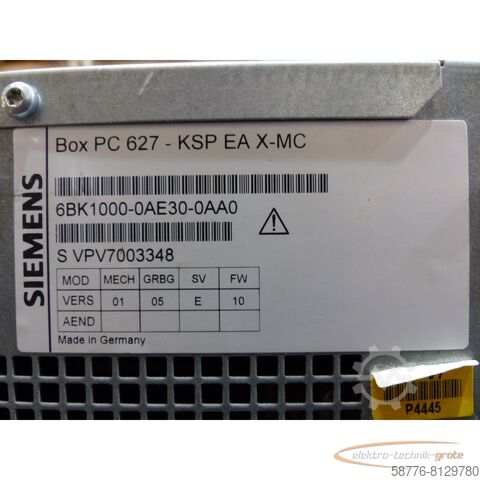 SIEMENS
Box PC 627 - KSP EA X-MC
6BK1000-0AE30-0AA0
S VPV7003348
MOD MECH GRBG SV FW
VERS 01 05 E 10
AEND
Made in Germany
P4445
elektro-technik-grote
58776-8129780